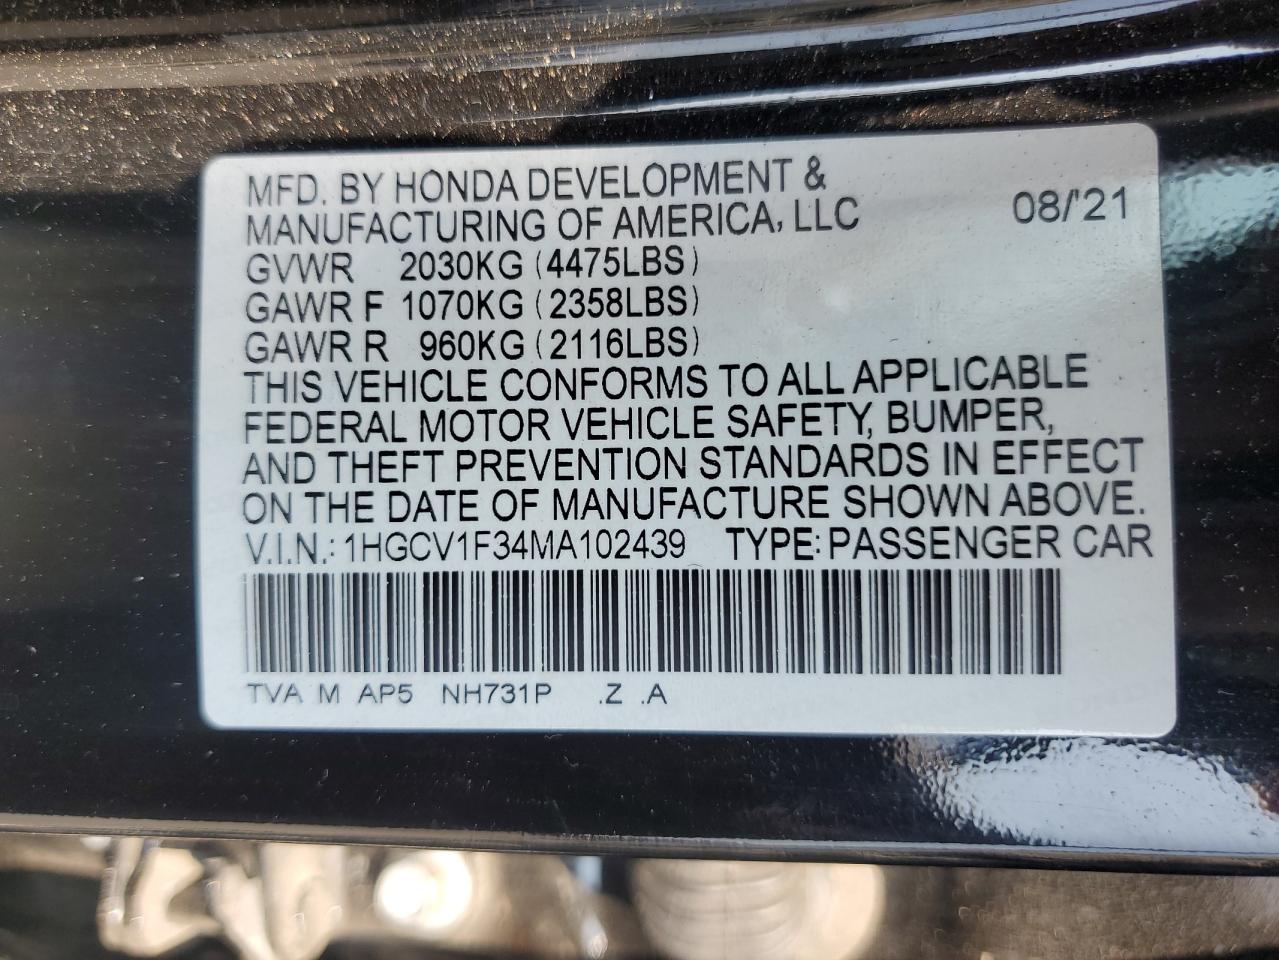 MFD. BY HONDA DEVELOPMENT &
MANUFACTURING OF AMERICA, LLC 08/'21
GVWR 2030KG (4475LBS)
GAWR F 1070KG (2358LBS)
GAWR R 960KG (2116LBS)
THIS VEHICLE CONFORMS TO ALL APPLICABLE
FEDERAL MOTOR VEHICLE SAFETY, BUMPER,
AND THEFT PREVENTION STANDARDS IN EFFECT
ON THE DATE OF MANUFACTURE SHOWN ABOVE.
V.I.N.: 1HGCV1F34MA102439 TYPE: PASSENGER CAR
TVA M AP5 NH731P .Z .A